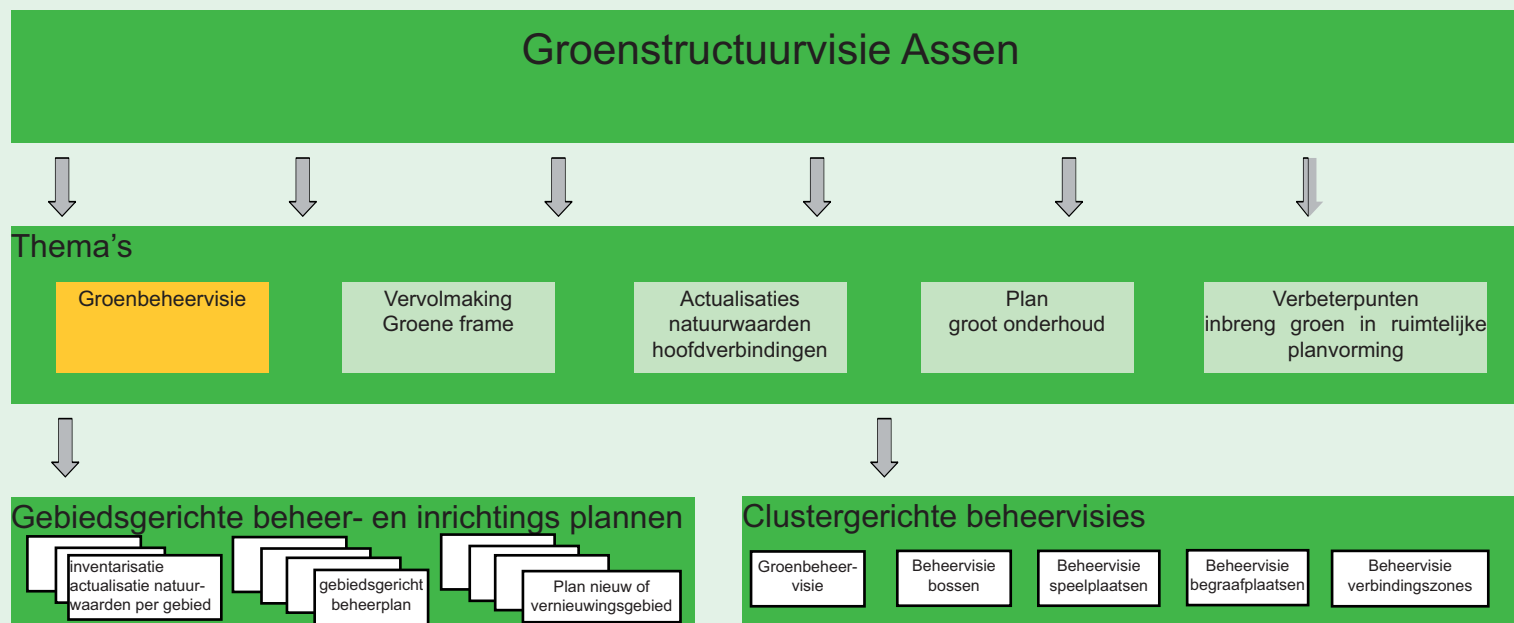 Groenstructuurvisie Assen
Thema's
Groenbeheervisie
Vervolmaking
Groene frame
Actualisaties
natuurwaarden
hoofdverbindingen
Plan
groot onderhoud
Verbeterpunten
inbreng groen in ruimtelijke
planvorming
Gebiedsgerichte beheer- en inrichtings plannen
inventarisatie
actualisatie natuur-
waarden per gebied
gebiedsgericht
beheerplan
Plan nieuw of
vernieuwingsgebied
Clustergerichte beheervisies
Groenbeheer-
visie
Beheervisie
bossen
Beheervisie
speelplaatsen
Beheervisie
begraafplaatsen
Beheervisie
verbindingszones